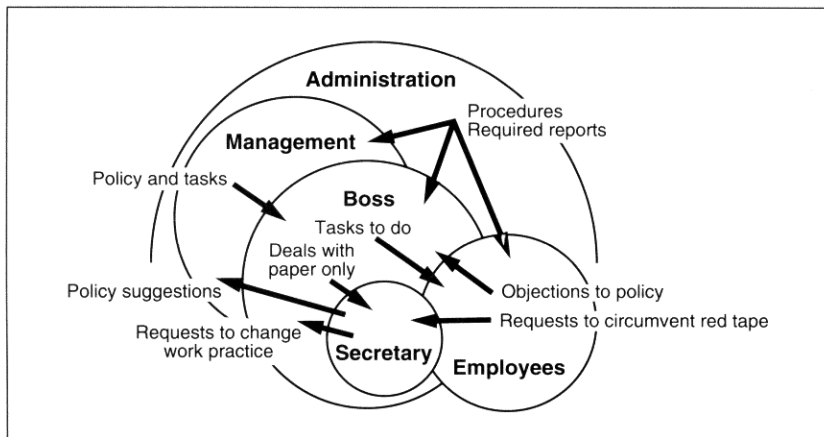 Administration
Procedures
Required reports
Management
Policy and tasks
Boss
Tasks to do
Deals with
paper only
Policy suggestions
Objections to policy
Requests to change
work practice
Requests to circumvent red tape
Secretary
Employees